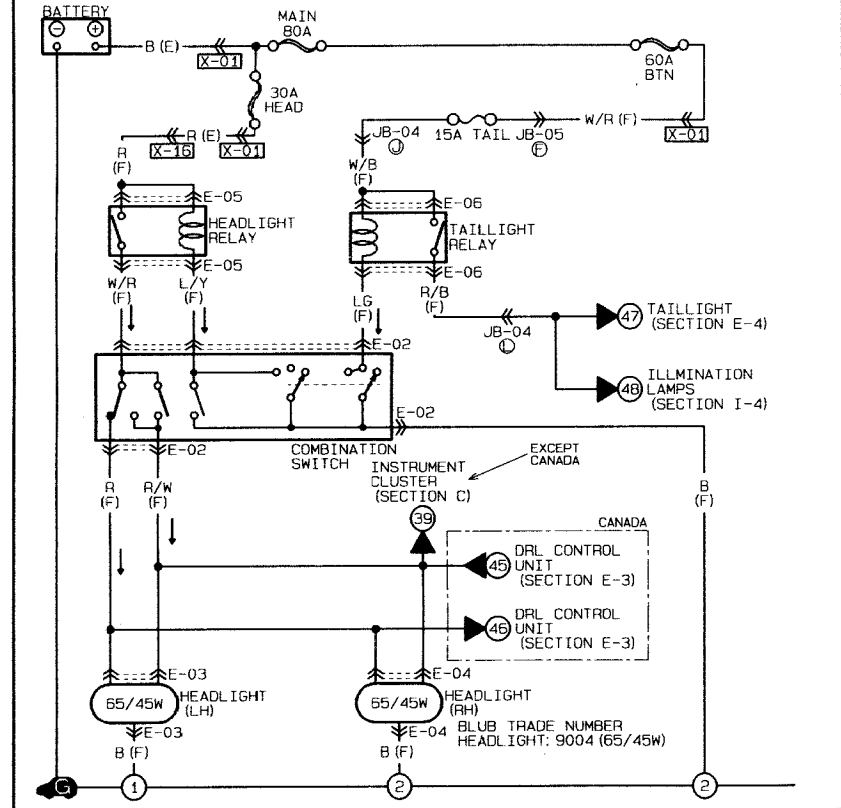 BATTERY
B (E)
X-01
MAIN
80A
60A
BTN
30A
HEAD
R (E)
X-16
X-01
R
(F)
JB-04
J
15A TAIL
JB-05
F
W/R (F)
X-01
W/B
(F)
E-05
HEADLIGHT
RELAY
E-05
E-06
TAILLIGHT
RELAY
E-06
W/R
(F)
L/Y
(F)
LG
(F)
R/B
(F)
JB-04
L
47
TAILLIGHT
(SECTION E-4)
48
ILLMINATION
LAMPS
(SECTION I-4)
E-02
E-02
E-02
COMBINATION
SWITCH
R
(F)
R/W
(F)
INSTRUMENT
CLUSTER
(SECTION C)
39
EXCEPT
CANADA
B
(F)
CANADA
45
DRL CONTROL
UNIT
(SECTION E-3)
46
DRL CONTROL
UNIT
(SECTION E-3)
E-03
65/45W
HEADLIGHT
(LH)
E-03
B (F)
E-04
65/45W
HEADLIGHT
(RH)
E-04
B (F)
BLUB TRADE NUMBER
HEADLIGHT: 9004 (65/45W)
G
1
2
2